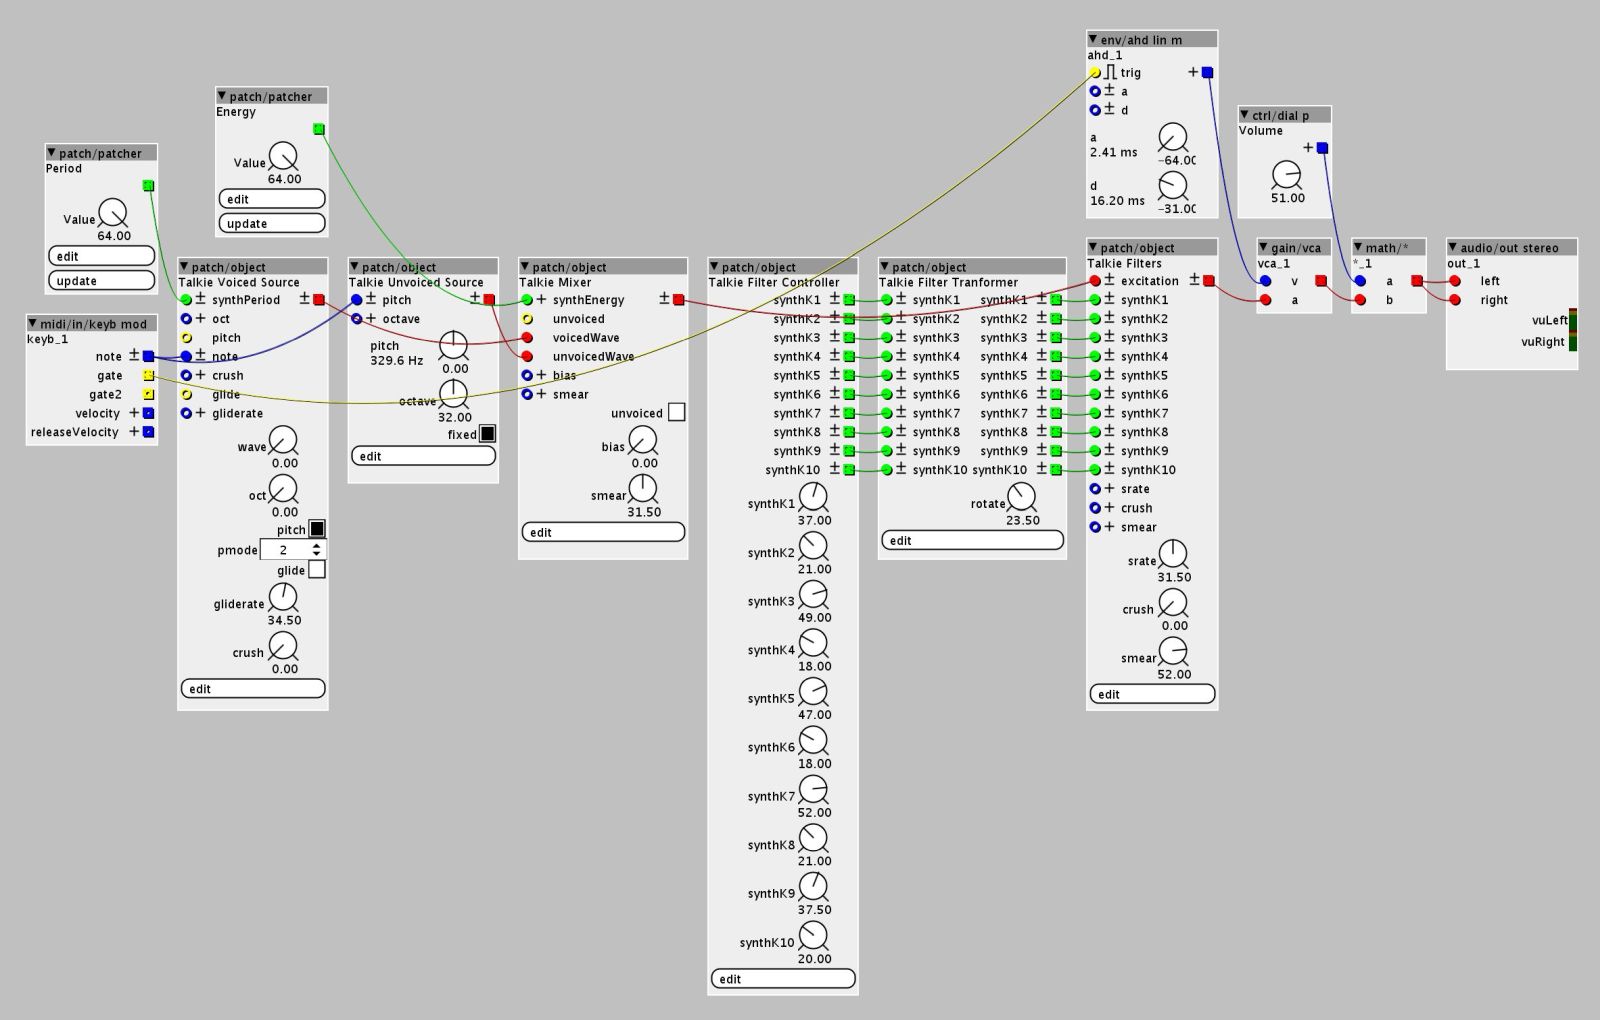 patch/patcher
Period
Value
64.00
edit
update
midi/in/keyb mod
keyb_1
note
gate
gate2
velocity
releaseVelocity
patch/patcher
Energy
Value
64.00
edit
update
patch/object
Talkie Voiced Source
synthPeriod
oct
pitch
note
crush
glide
gliderate
wave
0.00
oct
0.00
pitch
pmode 2
glide
gliderate
34.50
crush
0.00
edit
patch/object
Talkie Unvoiced Source
pitch
octave
pitch
329.6 Hz
0.00
octave
32.00
fixed
edit
patch/object
Talkie Mixer
synthEnergy
unvoiced
voicedWave
unvoicedWave
bias
smear
unvoiced
bias
0.00
smear
31.50
edit
patch/object
Talkie Filter Controller
synthK1
synthK2
synthK3
synthK4
synthK5
synthK6
synthK7
synthK8
synthK9
synthK10
synthK1
37.00
synthK2
21.00
synthK3
49.00
synthK4
18.00
synthK5
47.00
synthK6
18.00
synthK7
52.00
synthK8
21.00
synthK9
37.50
synthK10
20.00
edit
patch/object
Talkie Filter Tranformer
synthK1 synthK1
synthK2 synthK2
synthK3 synthK3
synthK4 synthK4
synthK5 synthK5
synthK6 synthK6
synthK7 synthK7
synthK8 synthK8
synthK9 synthK9
synthK10 synthK10
rotate
23.50
edit
env/ahd lin m
ahd_1
trig
a
d
a
2.41 ms
-64.00
d
16.20 ms
-31.00
patch/object
Talkie Filters
excitation
synthK1
synthK2
synthK3
synthK4
synthK5
synthK6
synthK7
synthK8
synthK9
synthK10
srate
crush
smear
srate
31.50
crush
0.00
smear
52.00
edit
ctrl/dial p
Volume
51.00
gain/vca
vca_1
v
a
math/*
*_1
a
b
audio/out stereo
out_1
left
right
vuLeft
vuRight